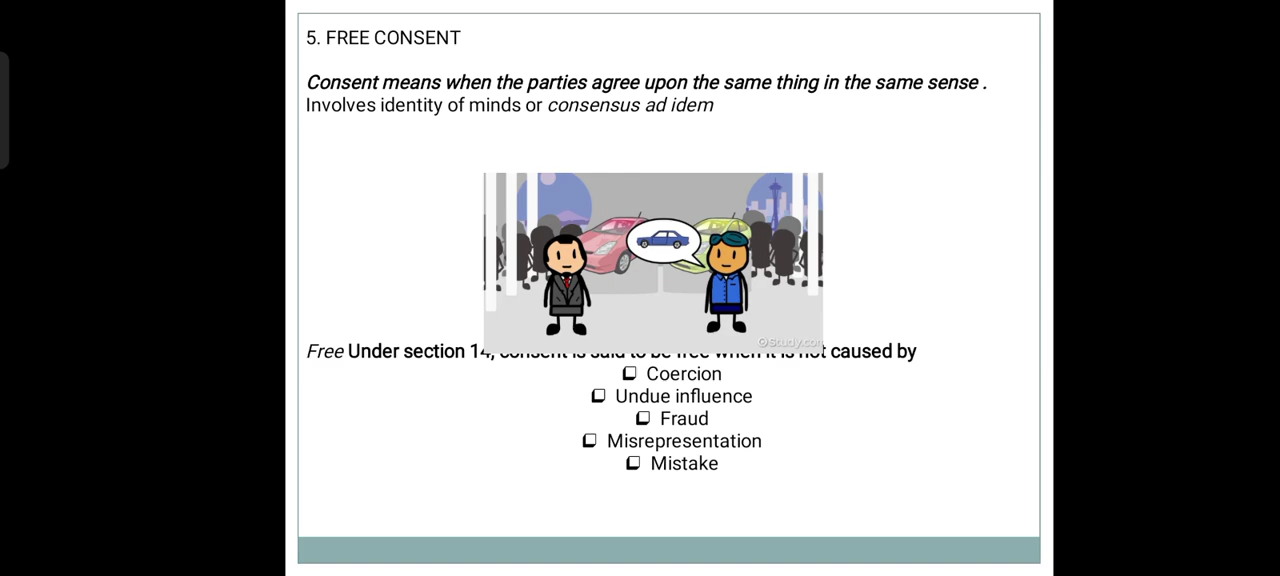 5. FREE CONSENT
Consent means when the parties agree upon the same thing in the same sense .
Involves identity of minds or consensus ad idem
Study.com
Free Under section 14, consent is said to be free when it is not caused by
Coercion
Undue influence
Fraud
Misrepresentation
Mistake